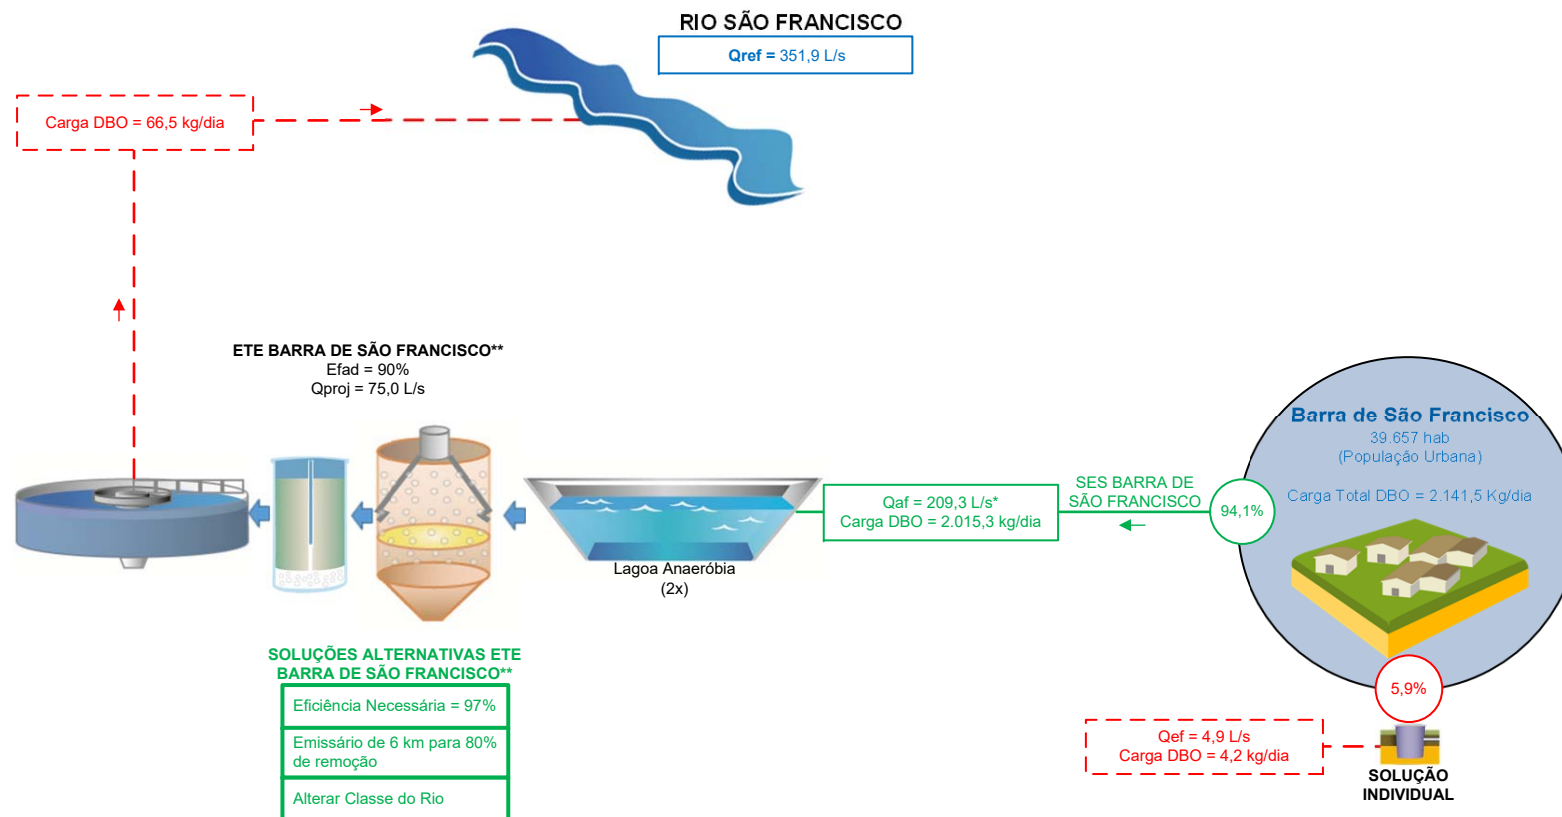 RIO SÃO FRANCISCO
Qref = 351,9 L/s
Carga DBO = 66,5 kg/dia
ETE BARRA DE SÃO FRANCISCO**
Efad = 90%
Qproj = 75,0 L/s
Lagoa Anaeróbia
(2x)
Qaf = 209,3 L/s*
Carga DBO = 2.015,3 kg/dia
SES BARRA DE
SÃO FRANCISCO
94,1%
Barra de São Francisco
39.657 hab
(População Urbana)
Carga Total DBO = 2.141,5 Kg/dia
5,9%
Qef = 4,9 L/s
Carga DBO = 4,2 kg/dia
SOLUÇÃO
INDIVIDUAL
SOLUÇÕES ALTERNATIVAS ETE
BARRA DE SÃO FRANCISCO**
Eficiência Necessária = 97%
Emissário de 6 km para 80%
de remoção
Alterar Classe do Rio